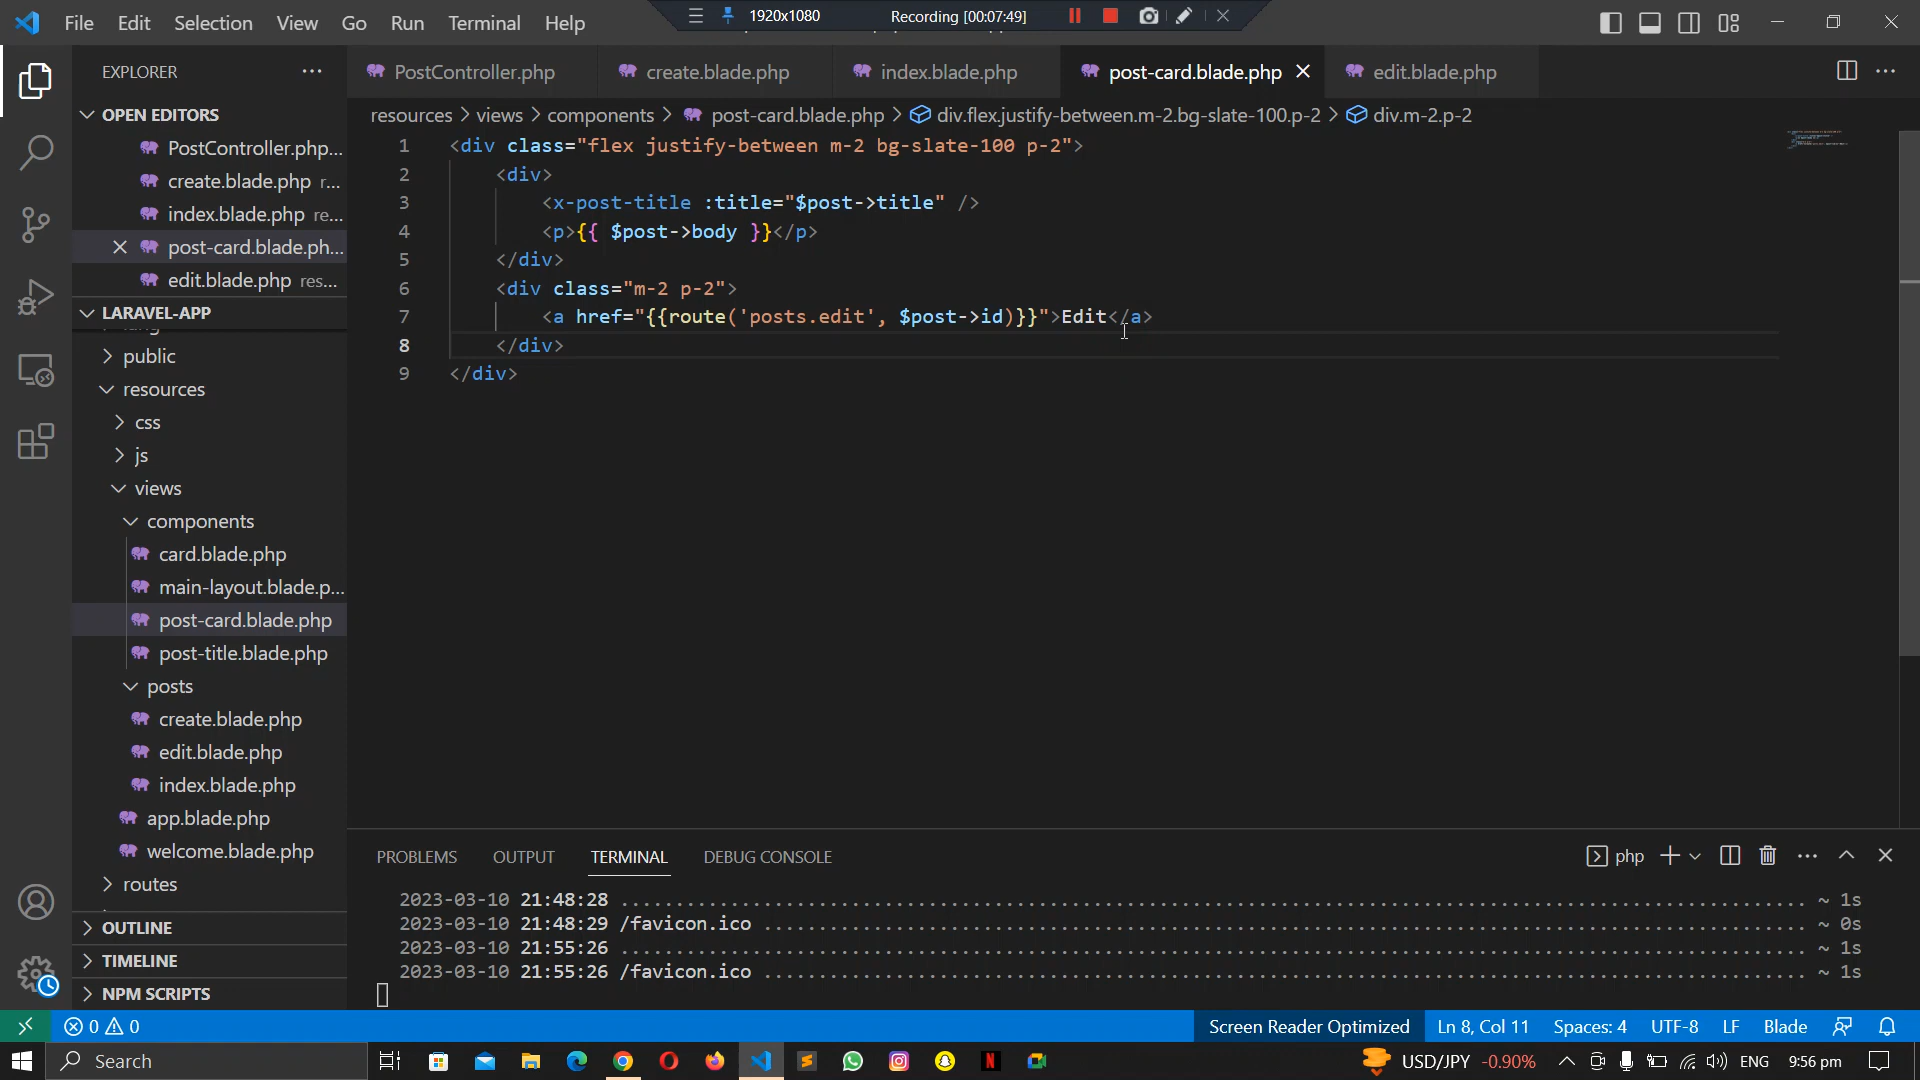 File Edit Selection View Go Run Terminal Help
1920x1080 Recording [00:07:49]
EXPLORER
PostController.php create.blade.php index.blade.php post-card.blade.php edit.blade.php
OPEN EDITORS
PostController.php...
create.blade.php r...
index.blade.php re...
post-card.blade.ph...
edit.blade.php res...
LARAVEL-APP
public
resources
css
js
views
components
card.blade.php
main-layout.blade.p...
post-card.blade.php
post-title.blade.php
posts
create.blade.php
edit.blade.php
index.blade.php
app.blade.php
welcome.blade.php
routes
OUTLINE
TIMELINE
NPM SCRIPTS
resources > views > components > post-card.blade.php > div.flex.justify-between.m-2.bg-slate-100.p-2 > div.m-2.p-2
1 <div class="flex justify-between m-2 bg-slate-100 p-2">
2 <div>
3 <x-post-title :title="$post->title" />
4 <p>{{ $post->body }}</p>
5 </div>
6 <div class="m-2 p-2">
7 <a href="{{route('posts.edit', $post->id)}}">Edit</a>
8 </div>
9 </div>
PROBLEMS OUTPUT TERMINAL DEBUG CONSOLE
php
2023-03-10 21:48:28 ........ ~ 1s
2023-03-10 21:48:29 /favicon.ico ........ ~ 0s
2023-03-10 21:55:26 ........ ~ 1s
2023-03-10 21:55:26 /favicon.ico ........ ~ 1s
0 0
Screen Reader Optimized Ln 8, Col 11 Spaces: 4 UTF-8 LF Blade
Search
USD/JPY -0.90% ENG 9:56 pm